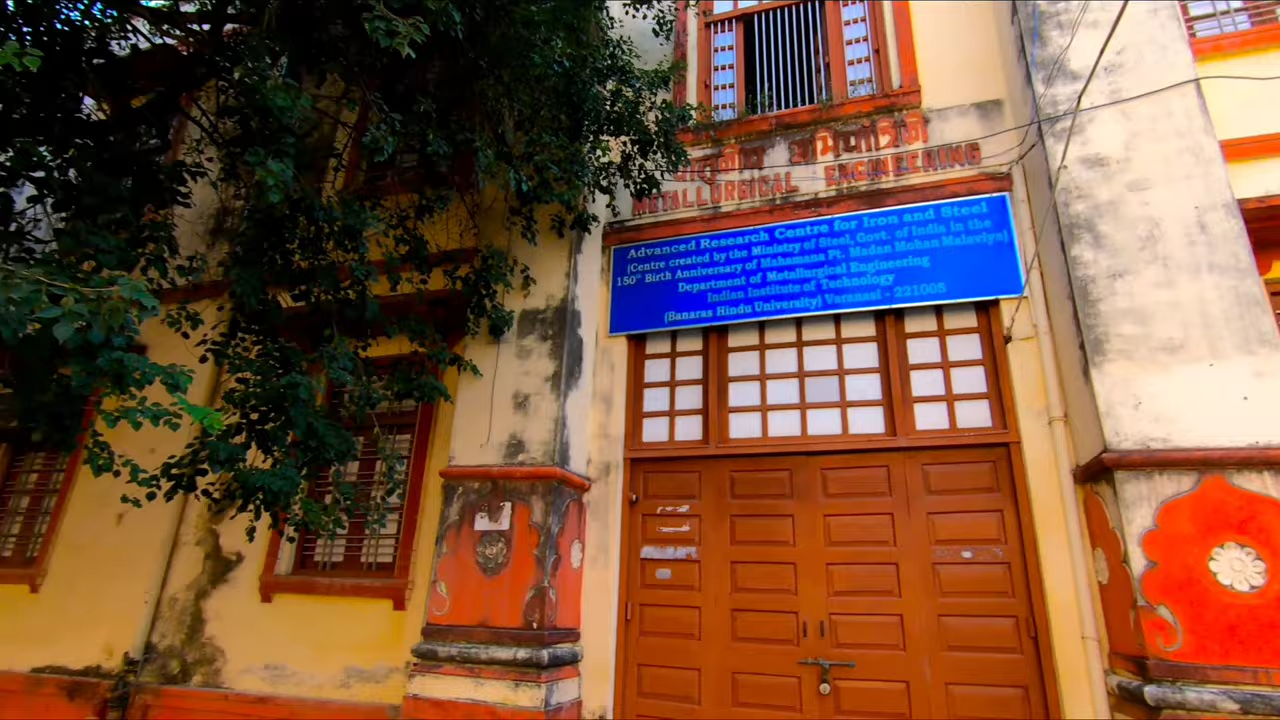 METALLURGICAL ENGINEERING
Advanced Research Centre for Iron and Steel
(Centre created by the Ministry of Steel, Govt. of India in the
150th Birth Anniversary of Mahamana Pt. Madan Mohan Malaviya)
Department of Metallurgical Engineering
Indian Institute of Technology
(Banaras Hindu University) Varanasi - 221005